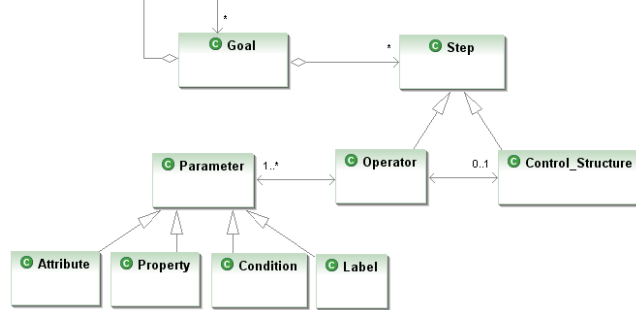 *
C Goal
*
C Step
C Parameter
1..*
C Operator
0..1
C Control_Structure
C Attribute
C Property
C Condition
C Label